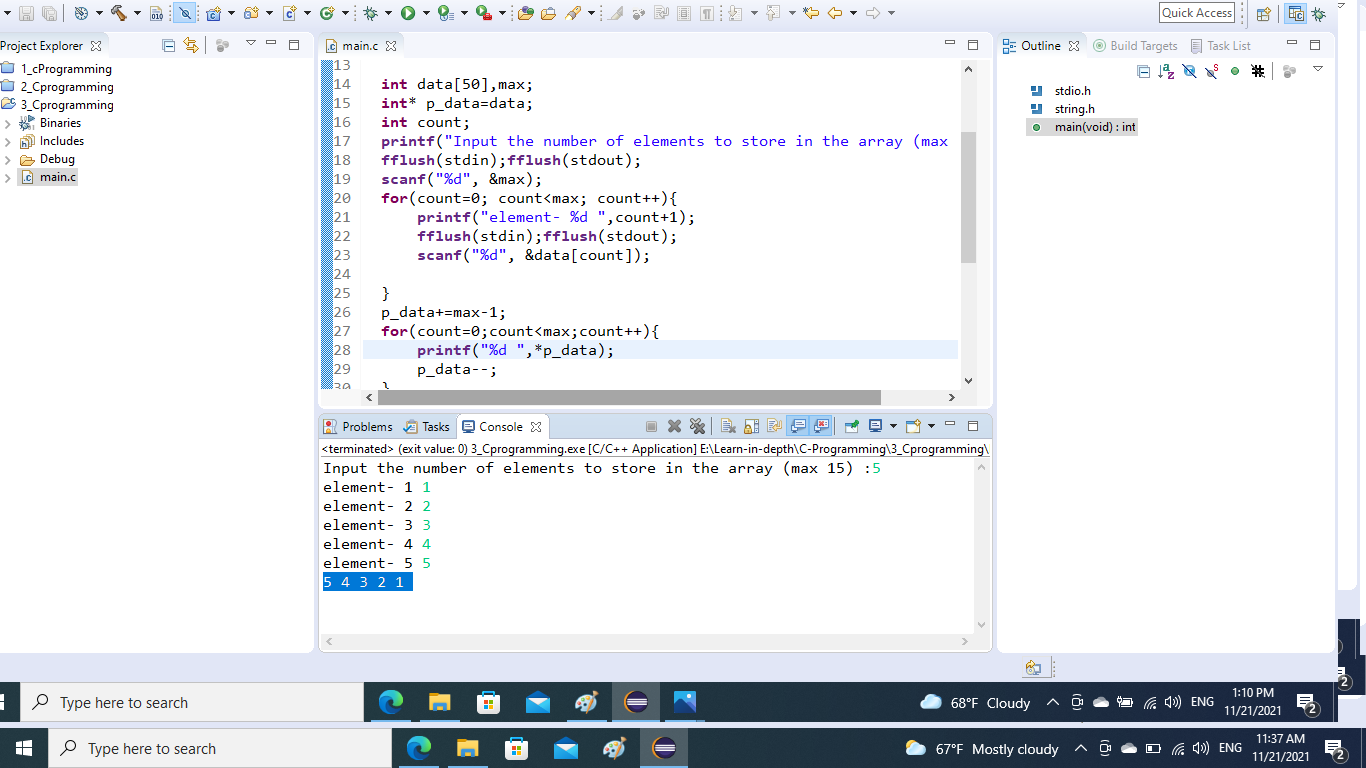 Quick Access
Project Explorer
1_cProgramming
2_Cprogramming
3_Cprogramming
Binaries
Includes
Debug
main.c
main.c
13
14 int data[50],max;
15 int* p_data=data;
16 int count;
17 printf("Input the number of elements to store in the array (max
18 fflush(stdin);fflush(stdout);
19 scanf("%d", &max);
20 for(count=0; count<max; count++){
21 printf("element- %d ",count+1);
22 fflush(stdin);fflush(stdout);
23 scanf("%d", &data[count]);
24
25 }
26 p_data+=max-1;
27 for(count=0;count<max;count++){
28 printf("%d ",*p_data);
29 p_data--;
30 }
Outline Build Targets Task List
stdio.h
string.h
main(void) : int
Problems Tasks Console
<terminated> (exit value: 0) 3_Cprogramming.exe [C/C++ Application] E:\Learn-in-depth\C-Programming\3_Cprogramming\
Input the number of elements to store in the array (max 15) :5
element- 1 1
element- 2 2
element- 3 3
element- 4 4
element- 5 5
5 4 3 2 1
Type here to search
68°F Cloudy
ENG
1:10 PM
11/21/2021
2
2
Type here to search
67°F Mostly cloudy
ENG
11:37 AM
11/21/2021
2